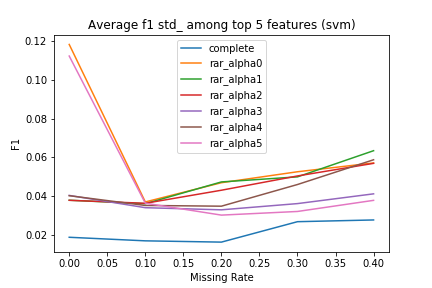 Average f1 std_ among top 5 features (svm)
0.12
0.10
0.08
0.06
0.04
0.02
F1
complete
rar_alpha0
rar_alpha1
rar_alpha2
rar_alpha3
rar_alpha4
rar_alpha5
0.00 0.05 0.10 0.15 0.20 0.25 0.30 0.35 0.40
Missing Rate